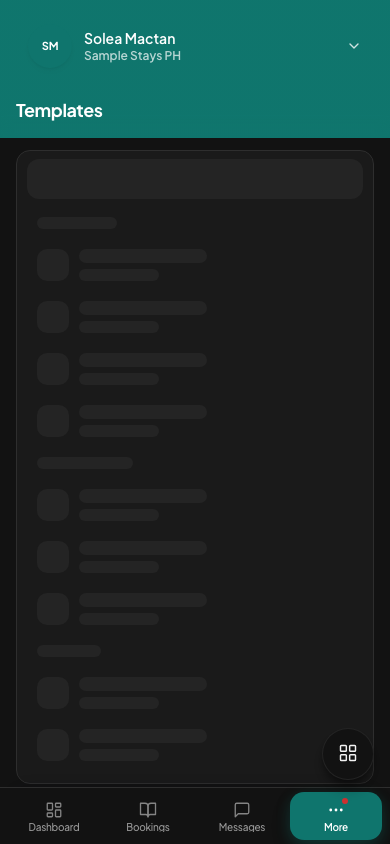 SM
Solea Mactan
Sample Stays PH
Templates
Dashboard
Bookings
Messages
More